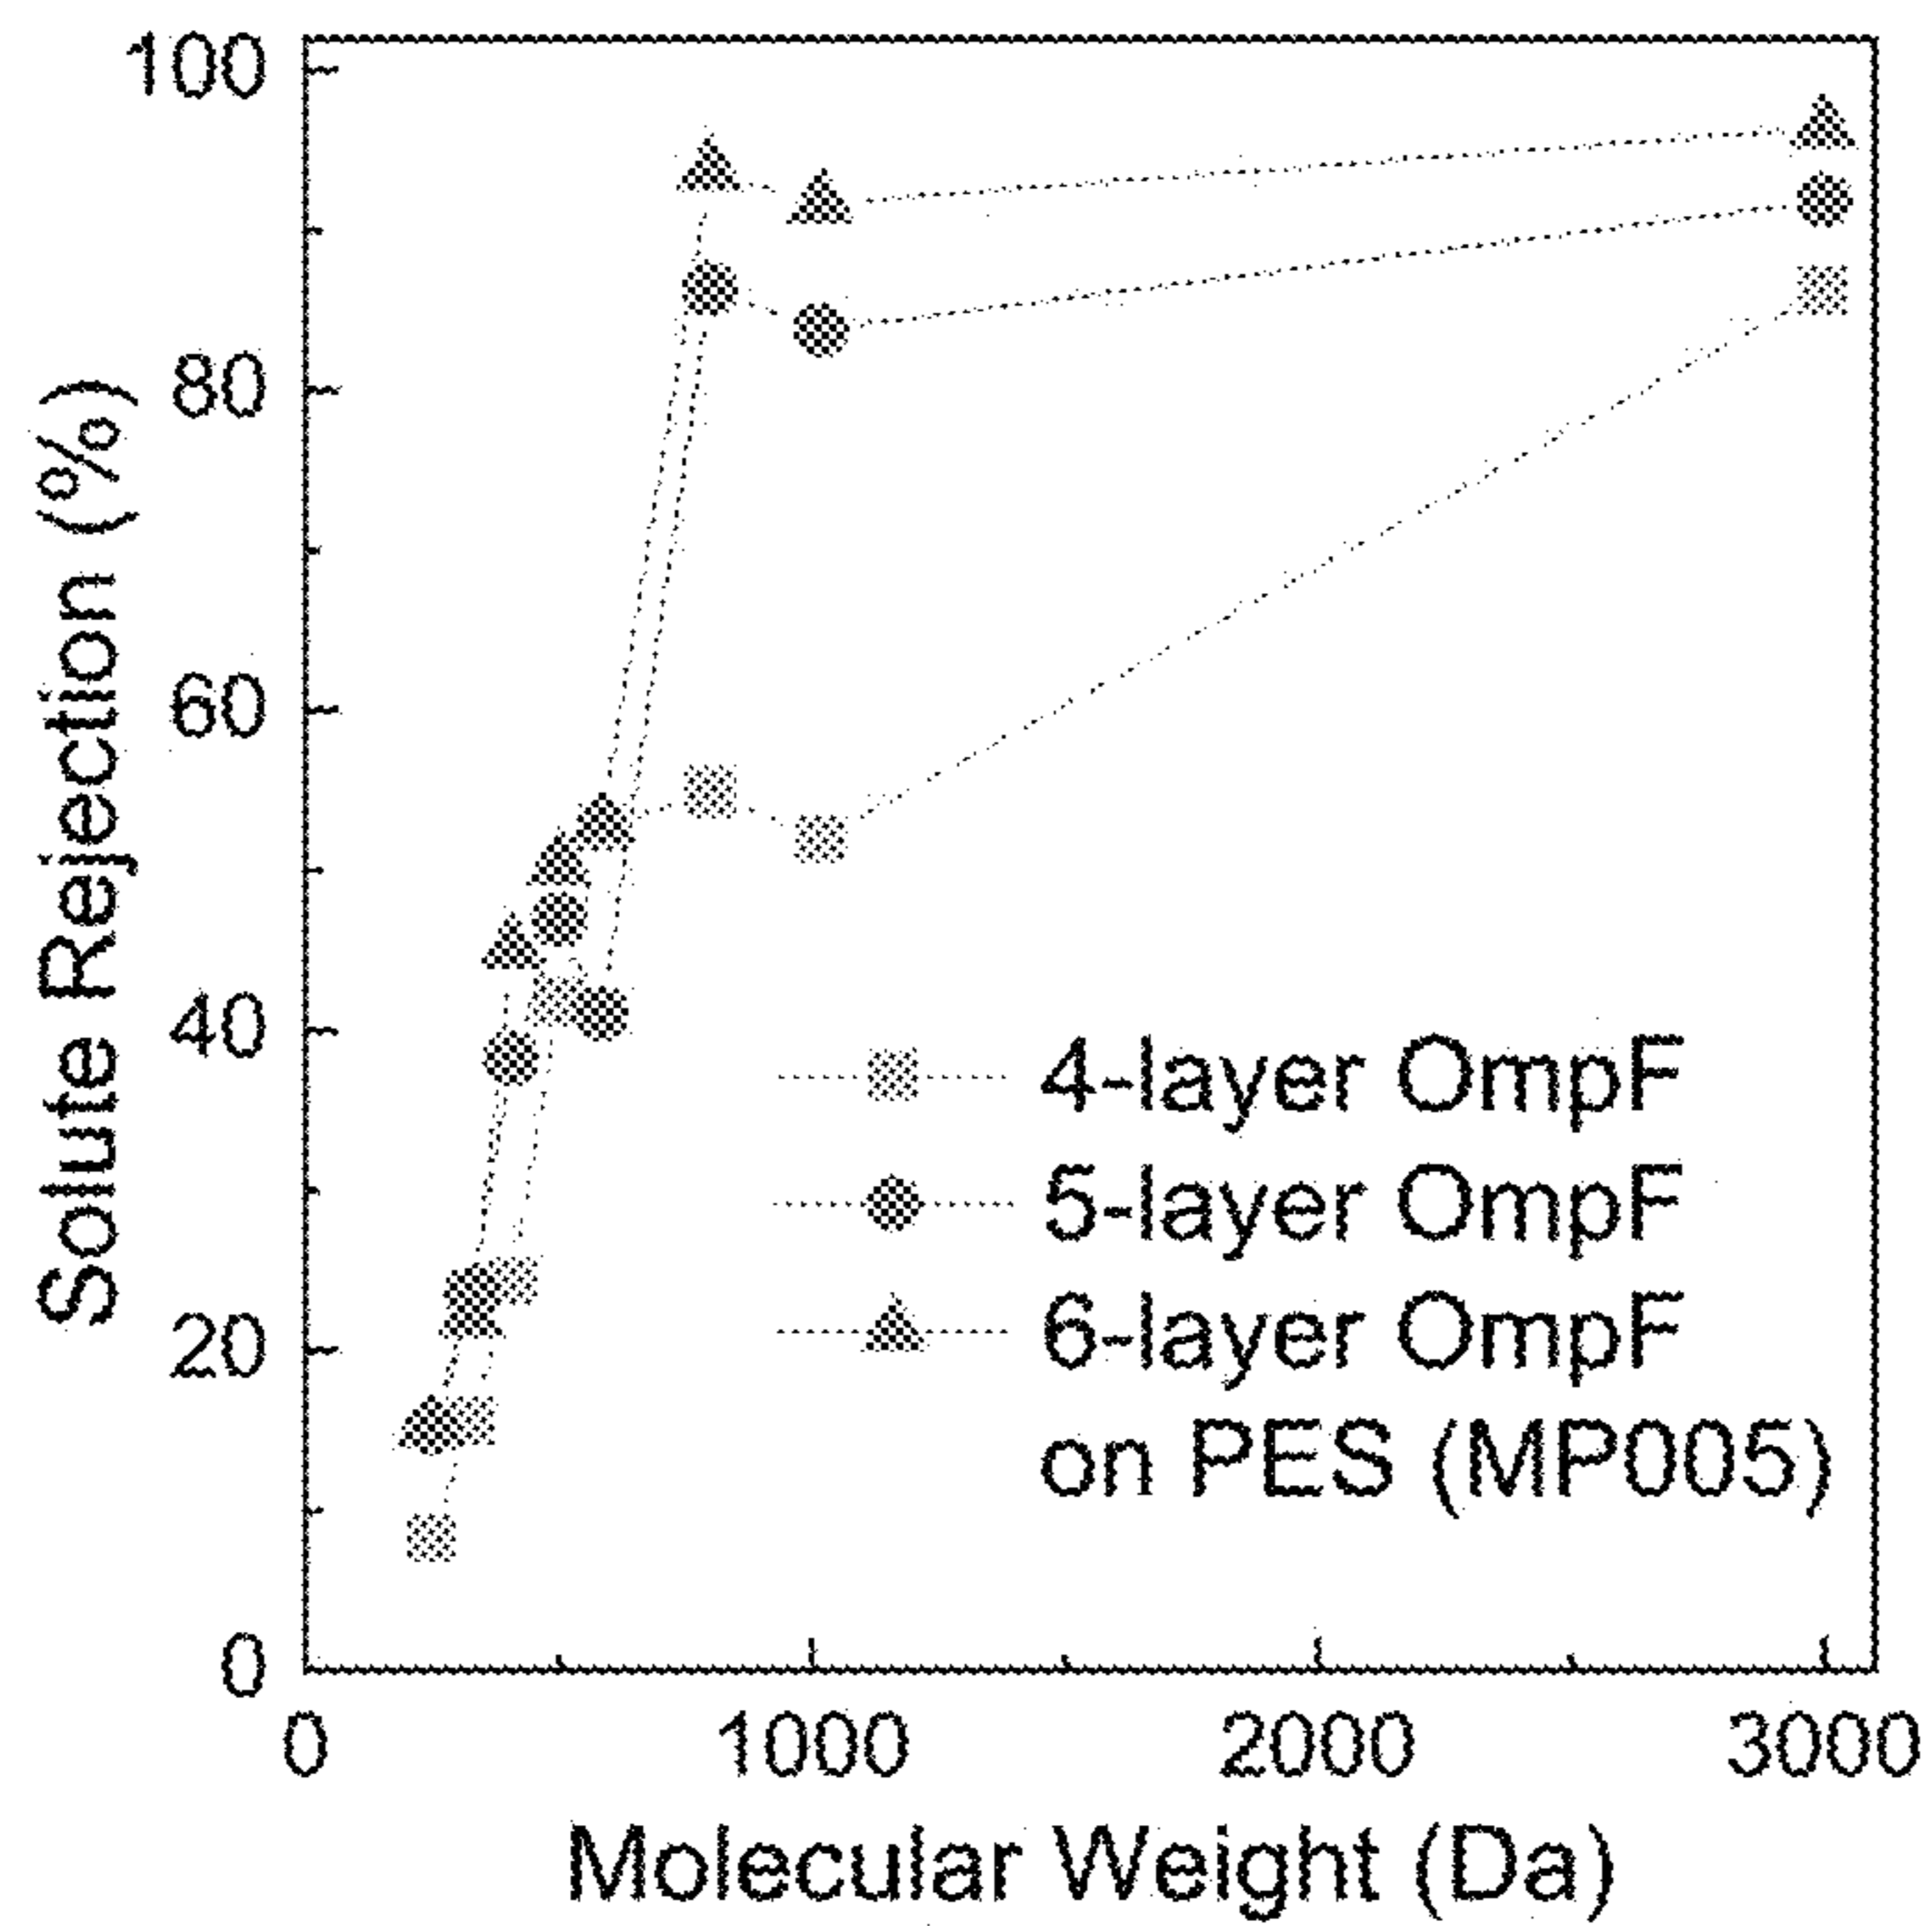 100
80
60
40
20
0
Solute Rejection (%)
4-layer OmpF
5-layer OmpF
6-layer OmpF
on PES (MP005)
0 1000 2000 3000
Molecular Weight (Da)